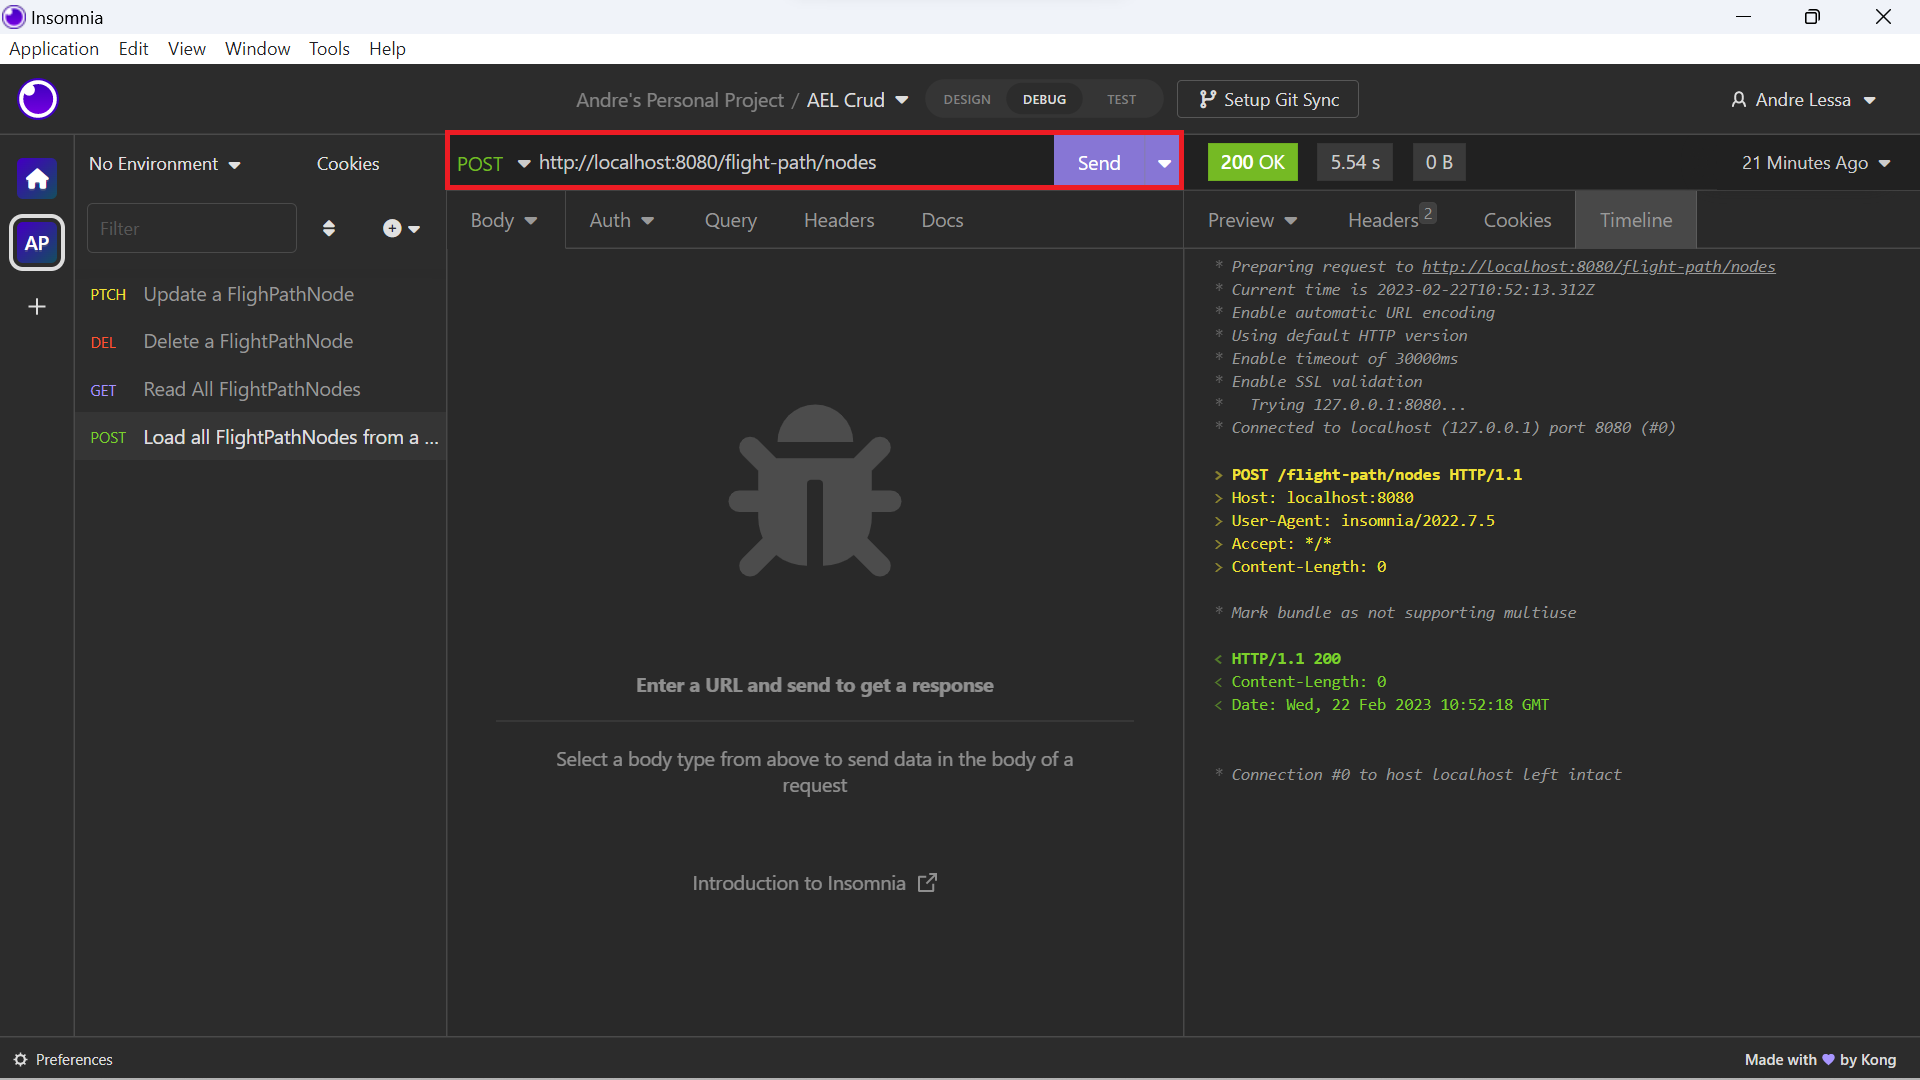 Insomnia
Application Edit View Window Tools Help
Andre's Personal Project / AEL Crud DESIGN DEBUG TEST Setup Git Sync Andre Lessa
No Environment Cookies POST http://localhost:8080/flight-path/nodes Send 200 OK 5.54 s 0 B 21 Minutes Ago
Filter Body Auth Query Headers Docs Preview Headers 2 Cookies Timeline
AP
PTCH Update a FlighPathNode
DEL Delete a FlightPathNode
GET Read All FlightPathNodes
POST Load all FlightPathNodes from a ...
Enter a URL and send to get a response
Select a body type from above to send data in the body of a
request
Introduction to Insomnia
* Preparing request to http://localhost:8080/flight-path/nodes
* Current time is 2023-02-22T10:52:13.312Z
* Enable automatic URL encoding
* Using default HTTP version
* Enable timeout of 30000ms
* Enable SSL validation
*   Trying 127.0.0.1:8080...
* Connected to localhost (127.0.0.1) port 8080 (#0)
> POST /flight-path/nodes HTTP/1.1
> Host: localhost:8080
> User-Agent: insomnia/2022.7.5
> Accept: */*
> Content-Length: 0
* Mark bundle as not supporting multiuse
< HTTP/1.1 200
< Content-Length: 0
< Date: Wed, 22 Feb 2023 10:52:18 GMT
* Connection #0 to host localhost left intact
Preferences Made with 💜 by Kong